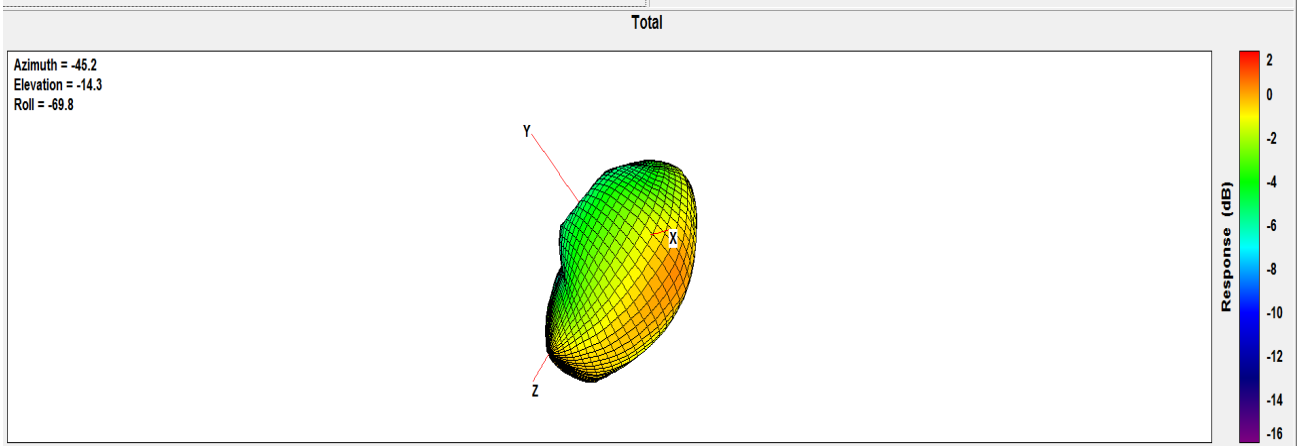 Total
Azimuth = -45.2
Elevation = -14.3
Roll = -69.8
Y
X
Z
Response (dB)
2
0
-2
-4
-6
-8
-10
-12
-14
-16